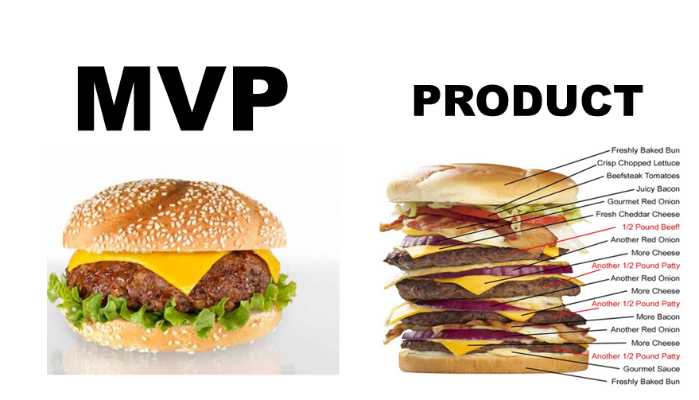 MVP
PRODUCT
Freshly Baked Bun
Crisp Chopped Lettuce
Beefsteak Tomatoes
Juicy Bacon
Gourmet Red Onion
Fresh Cheddar Cheese
1/2 Pound Beef!
Another Red Onion
More Cheese
Another 1/2 Pound Patty
Another Red Onion
More Cheese
Another 1/2 Pound Patty
More Bacon
Another Red Onion
More Cheese
Another 1/2 Pound Patty
Gourmet Sauce
Freshly Baked Bun